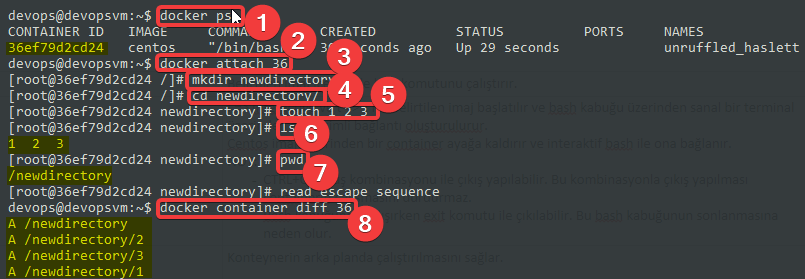 devops@devopsvm:~$ docker ps 1
CONTAINER ID IMAGE COMMA CREATED STATUS PORTS NAMES
36ef79d2cd24 centos "/bin/bas 2 seconds ago Up 29 seconds unruffled_haslett
devops@devopsvm:~$ docker attach 36 3
[root@36ef79d2cd24 /]# mkdir newdirectory
[root@36ef79d2cd24 /]# cd newdirectory/ 4
[root@36ef79d2cd24 newdirectory]# touch 1 2 3 5
[root@36ef79d2cd24 newdirectory]# ls 6
1 2 3
[root@36ef79d2cd24 newdirectory]# pwd 7
/newdirectory
[root@36ef79d2cd24 newdirectory]# read escape sequence
devops@devopsvm:~$ docker container diff 36 8
A /newdirectory
A /newdirectory/2
A /newdirectory/3
A /newdirectory/1